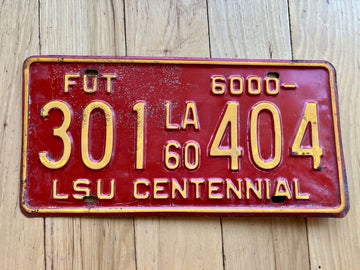 FUT 6000-
301 LA 60 404
LSU CENTENNIAL